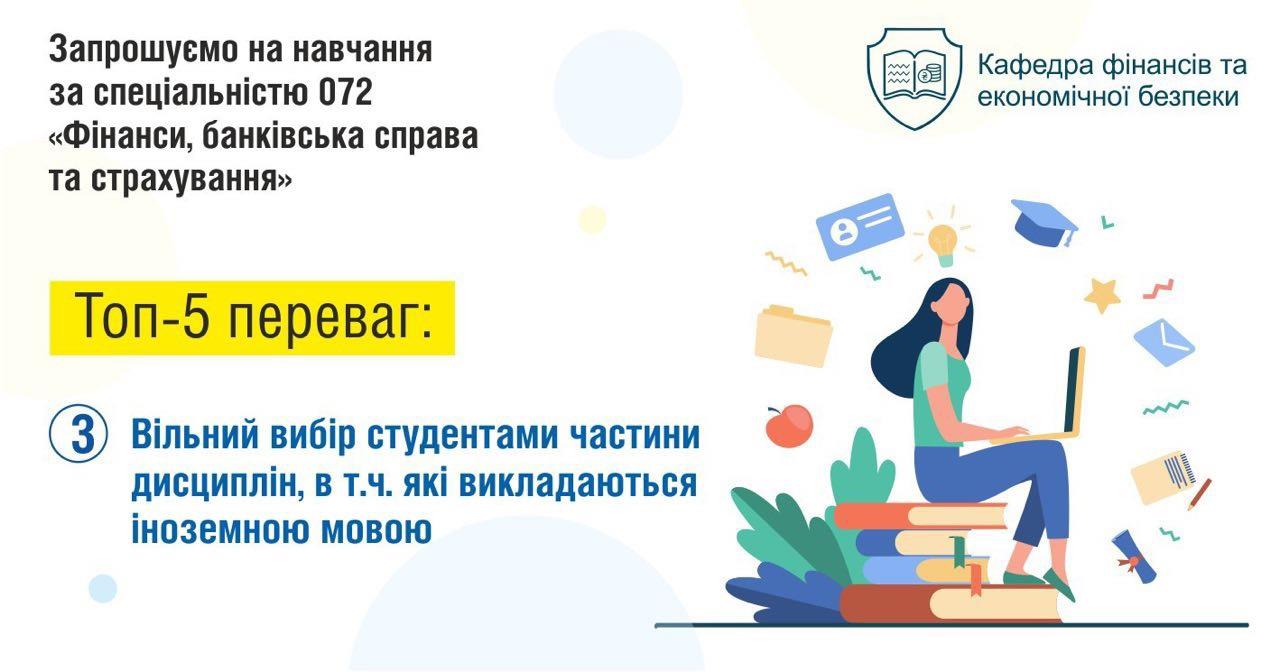 Запрошуємо на навчання
за спеціальністю 072
«Фінанси, банківська справа
та страхування»
Кафедра фінансів та
економічної безпеки
Топ-5 переваг:
3 Вільний вибір студентами частини
дисциплін, в т.ч. які викладаються
іноземною мовою